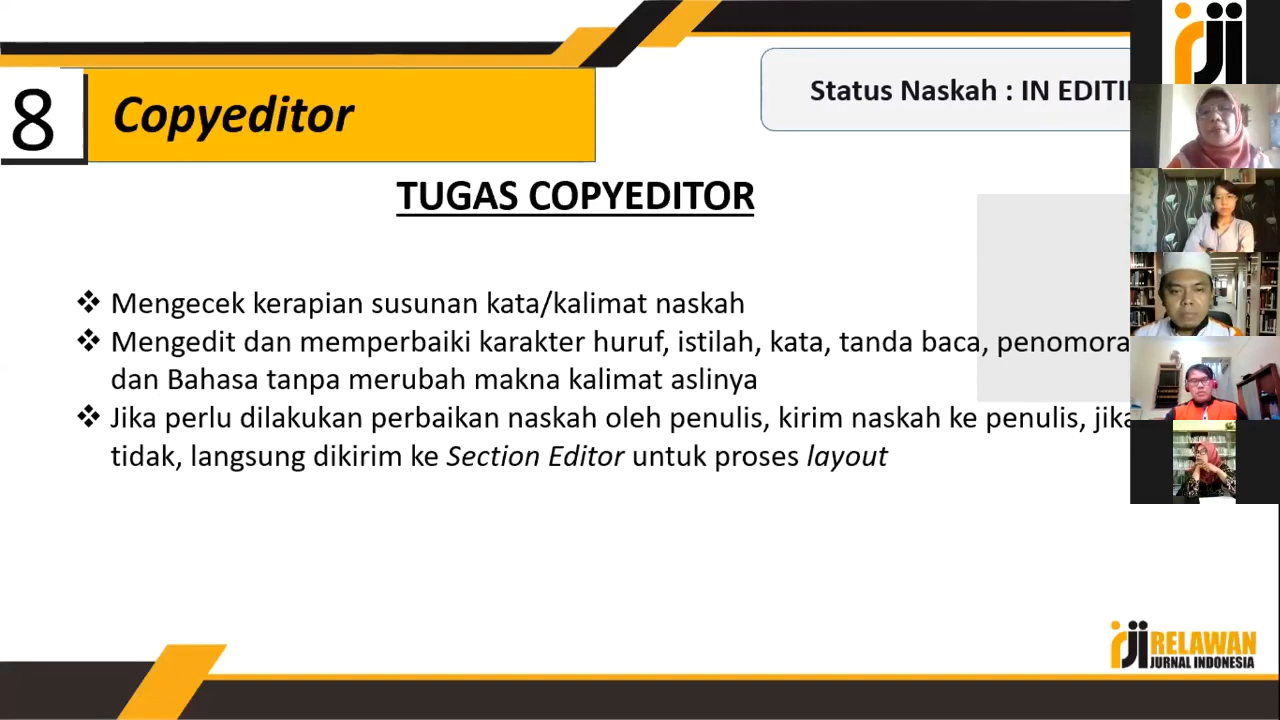 8
Copyeditor
Status Naskah : IN
TUGAS COPYEDITOR
❖ Mengecek kerapian susunan kata/kalimat naskah
❖ Mengedit dan memperbaiki karakter huruf, istilah, kata, tanda baca,
dan Bahasa tanpa merubah makna kalimat aslinya
❖ Jika perlu dilakukan perbaikan naskah oleh penulis, kirim naskah ke penulis, jika
tidak, langsung dikirim ke Section Editor untuk proses layout
rji
rji RELAWAN
JURNAL INDONESIA